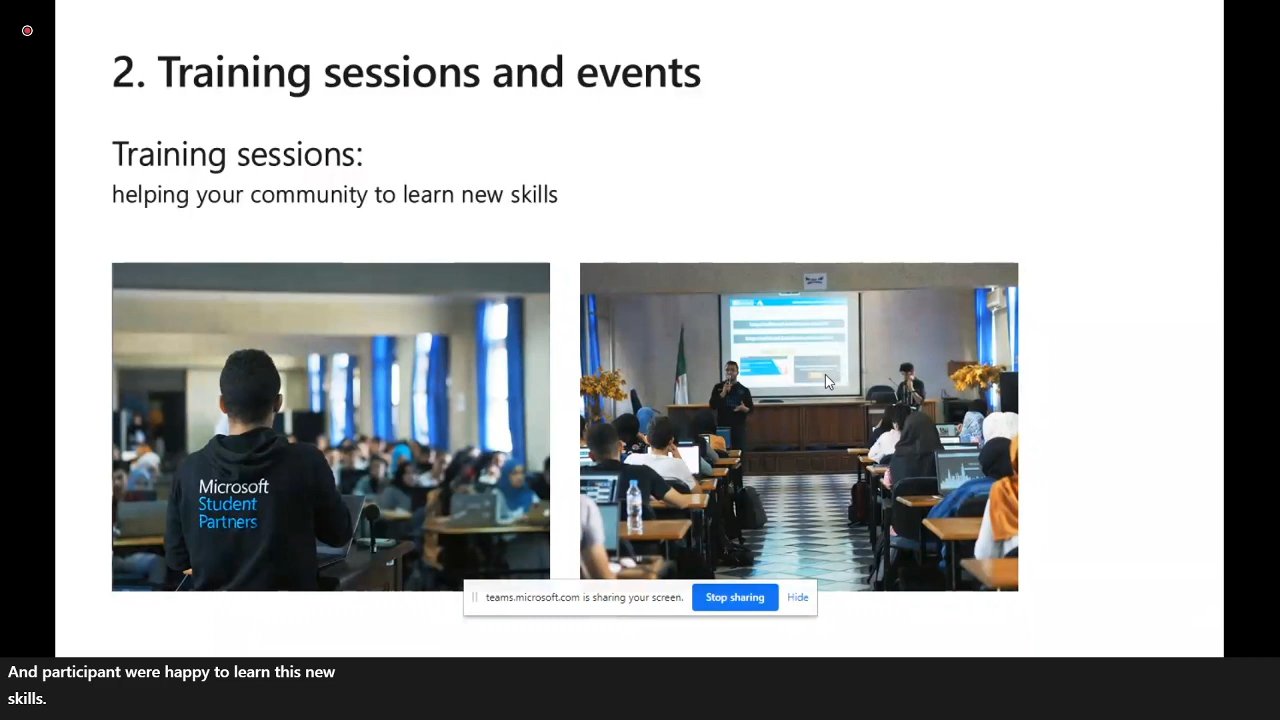 2. Training sessions and events
Training sessions:
helping your community to learn new skills
Microsoft
Student
Partners
teams.microsoft.com is sharing your screen.
Stop sharing
Hide
And participant were happy to learn this new
skills.